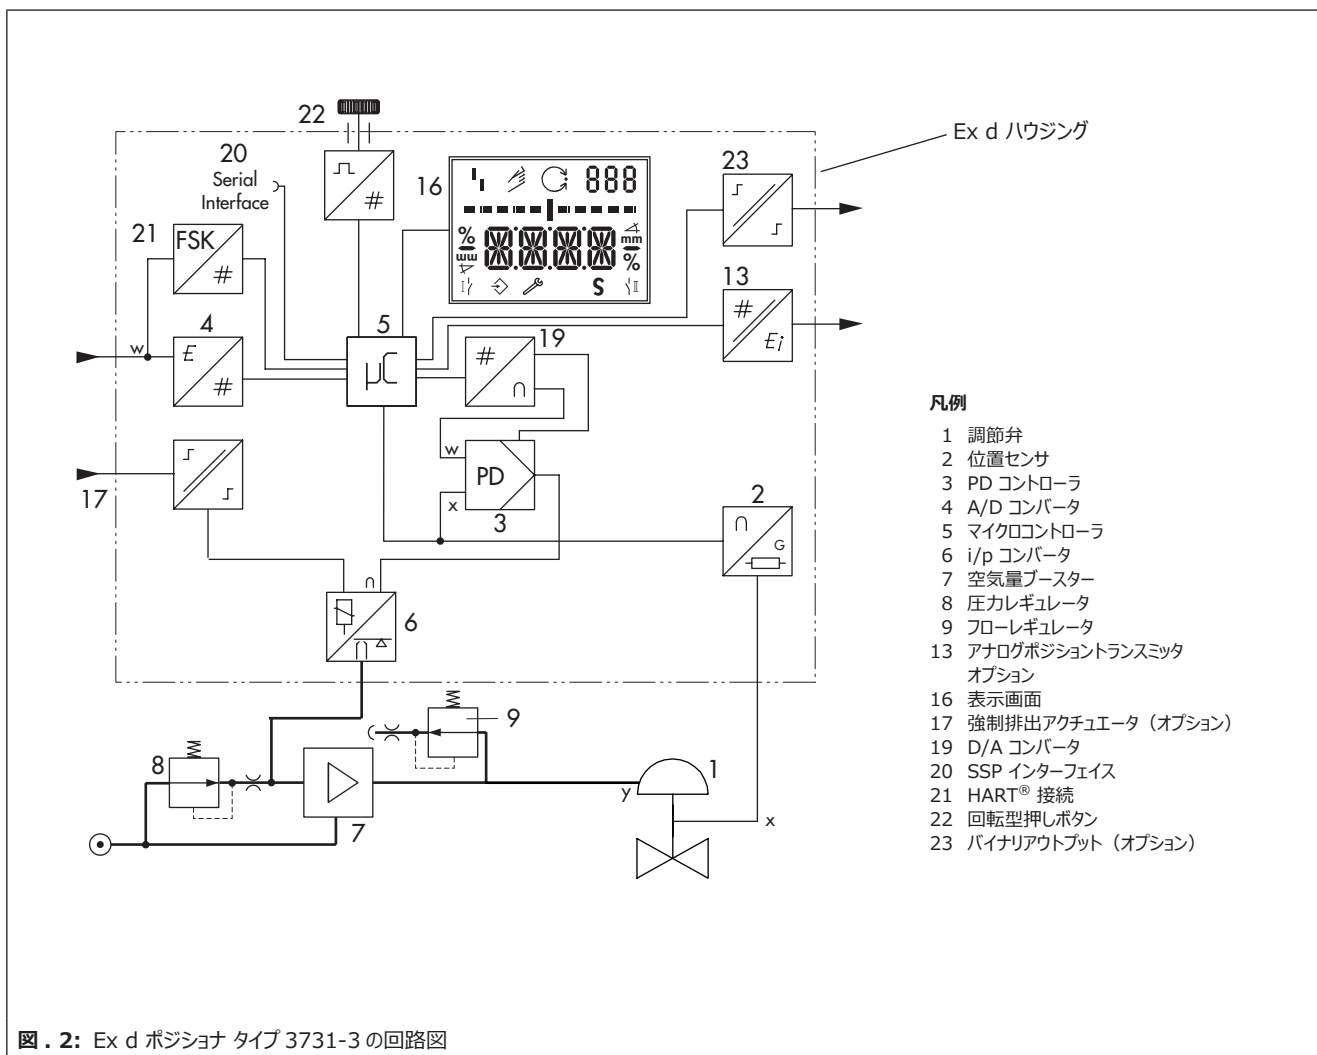 22
Ex d ハウジング
20
Serial
Interface
#
16
888
%
mm
%
mm
%
S
I
II
23
21
FSK
#
13
#
Ei
w
4
E
#
5
µC
19
#
∩
w
PD
x
3
17
2
∩
G
∩
6
9
8
7
1
y
x
凡例
1 調節弁
2 位置センサ
3 PD コントローラ
4 A/D コンバータ
5 マイクロコントローラ
6 i/p コンバータ
7 空気量ブースター
8 圧力レギュレータ
9 フローレギュレータ
13 アナログポジショントランスミッタ
オプション
16 表示画面
17 強制排出アクチュエータ（オプション）
19 D/A コンバータ
20 SSP インターフェイス
21 HART® 接続
22 回転型押しボタン
23 バイナリアウトプット（オプション）
図 . 2: Ex d ポジショナ タイプ 3731-3 の回路図